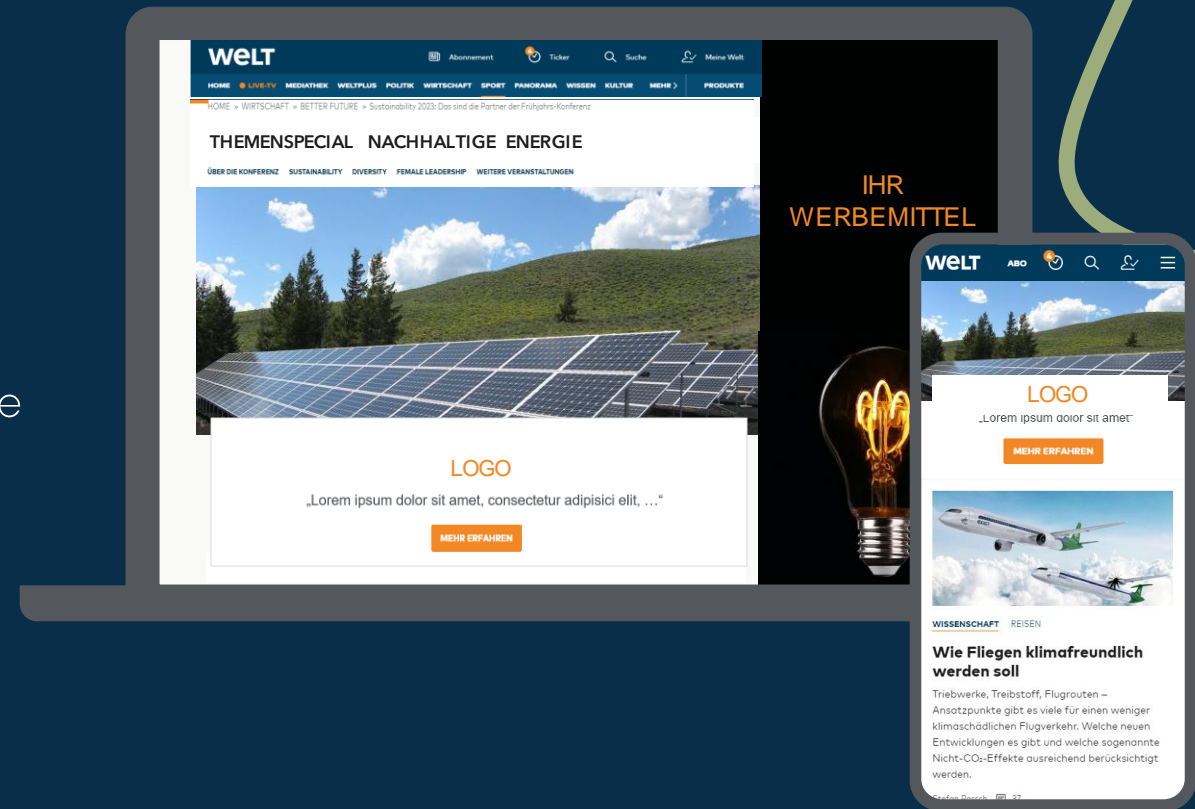 WELT
Abonnement
4
Ticker
Suche
Meine Welt
HOME LIVE-TV MEDIATHEK WELTPLUS POLITIK WIRTSCHAFT SPORT PANORAMA WISSEN KULTUR MEHR > PRODUKTE
HOME » WIRTSCHAFT » BETTER FUTURE » Sustainability 2023: Das sind die Partner der Frühjahrs-Konferenz
THEMENSPECIAL NACHHALTIGE ENERGIE
ÜBER DIE KONFERENZ SUSTAINABILITY DIVERSITY FEMALE LEADERSHIP WEITERE VERANSTALTUNGEN
LOGO
„Lorem ipsum dolor sit amet, consectetur adipisici elit, …“
MEHR ERFAHREN
IHR
WERBEMITTEL
e
WELT ABO 4
LOGO
„Lorem ipsum dolor sit amet“
MEHR ERFAHREN
WISSENSCHAFT REISEN
Wie Fliegen klimafreundlich
werden soll
Triebwerke, Treibstoff, Flugrouten –
Ansatzpunkte gibt es viele für einen weniger
klimaschädlichen Flugverkehr. Welche neuen
Entwicklungen es gibt und welche sogenannte
Nicht-CO₂-Effekte ausreichend berücksichtigt
werden.
37